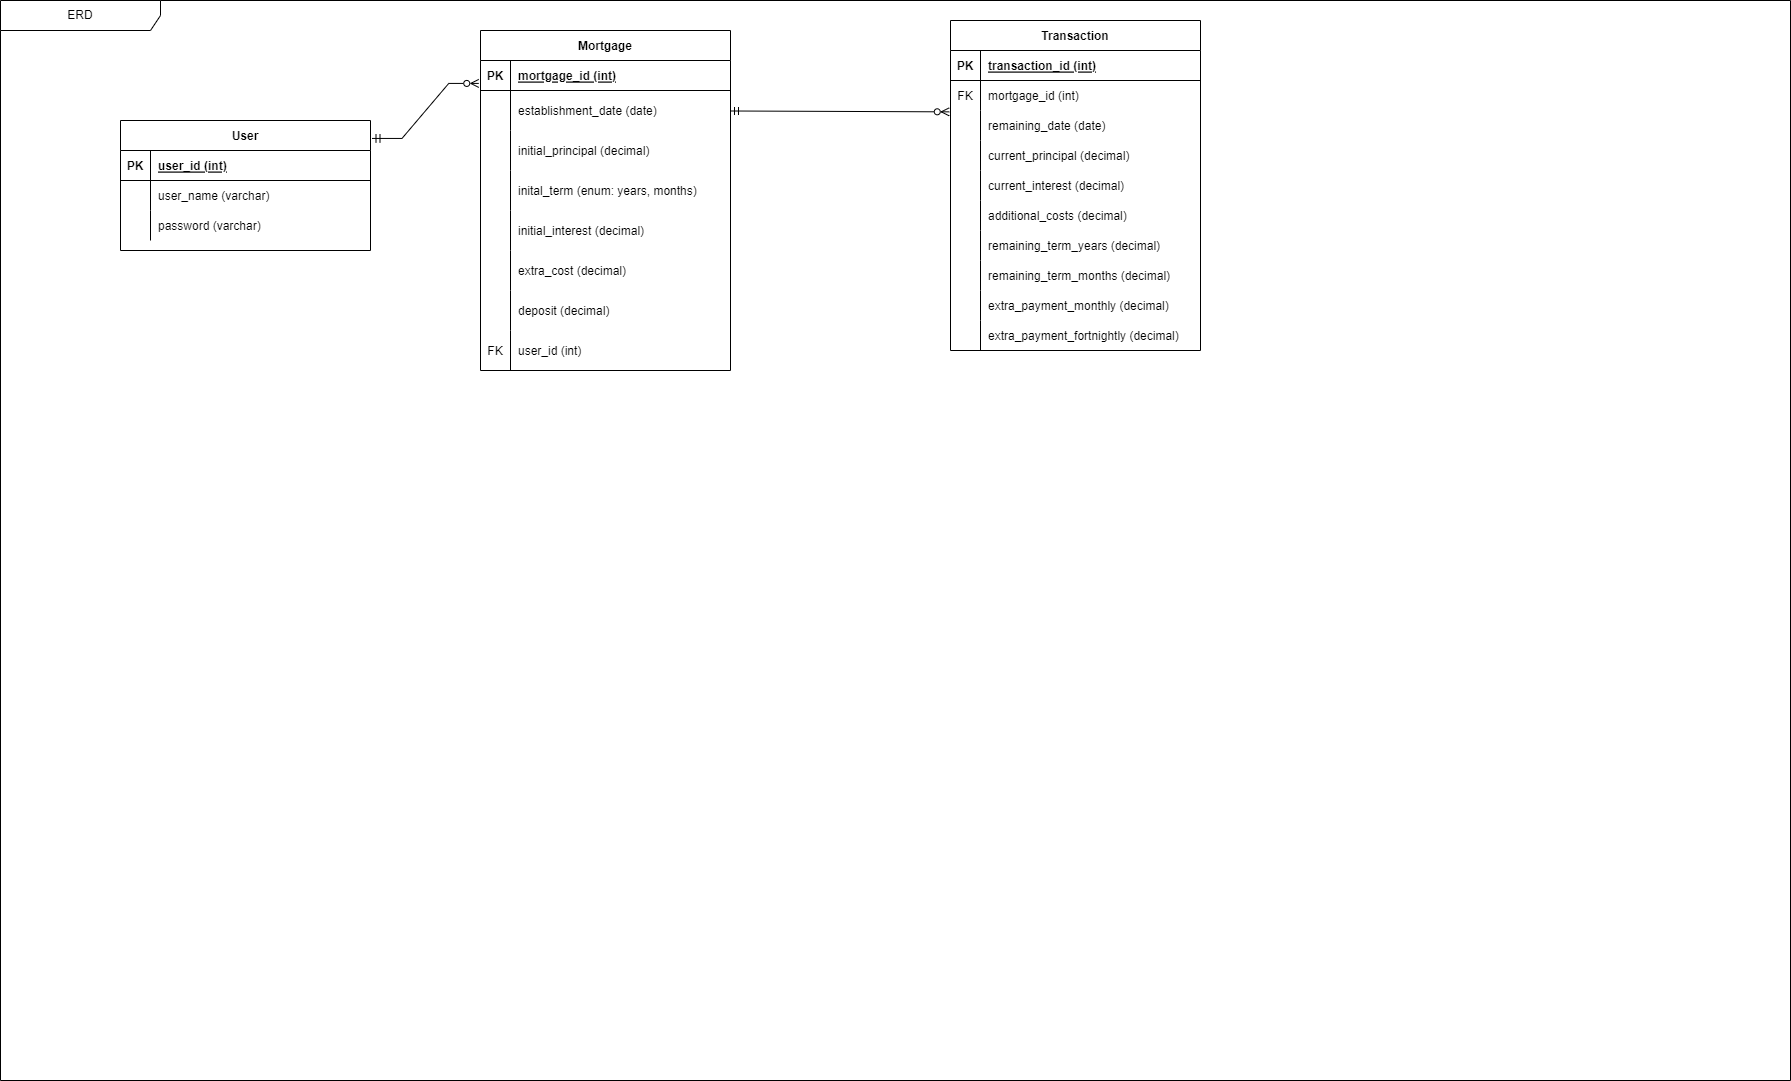 ERD
User
PK user_id (int)
user_name (varchar)
password (varchar)
Mortgage
PK mortgage_id (int)
establishment_date (date)
initial_principal (decimal)
inital_term (enum: years, months)
initial_interest (decimal)
extra_cost (decimal)
deposit (decimal)
FK user_id (int)
Transaction
PK transaction_id (int)
FK mortgage_id (int)
remaining_date (date)
current_principal (decimal)
current_interest (decimal)
additional_costs (decimal)
remaining_term_years (decimal)
remaining_term_months (decimal)
extra_payment_monthly (decimal)
extra_payment_fortnightly (decimal)